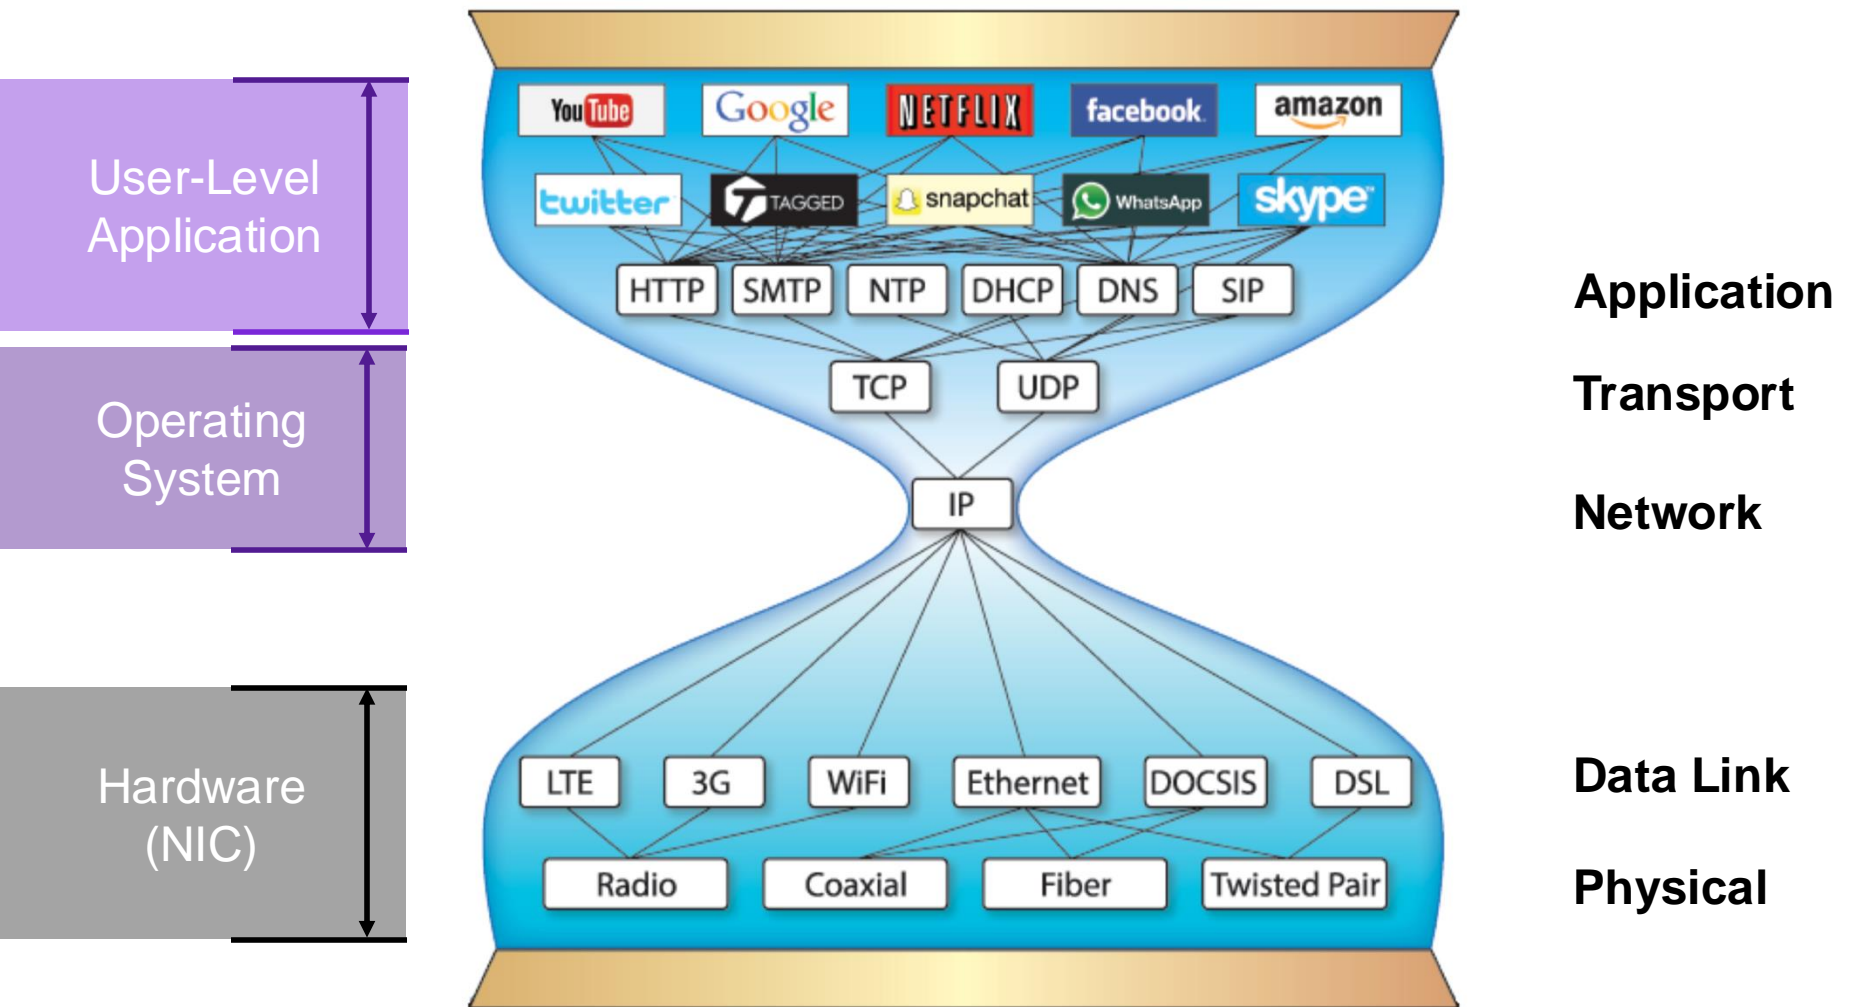 YouTube
Google
NETFLIX
facebook.
amazon
User-Level
Application
twitter
TAGGED
snapchat
WhatsApp
skype™
HTTP
SMTP
NTP
DHCP
DNS
SIP
Application
TCP
UDP
Transport
Operating
System
IP
Network
LTE
3G
WiFi
Ethernet
DOCSIS
DSL
Data Link
Hardware
(NIC)
Radio
Coaxial
Fiber
Twisted Pair
Physical